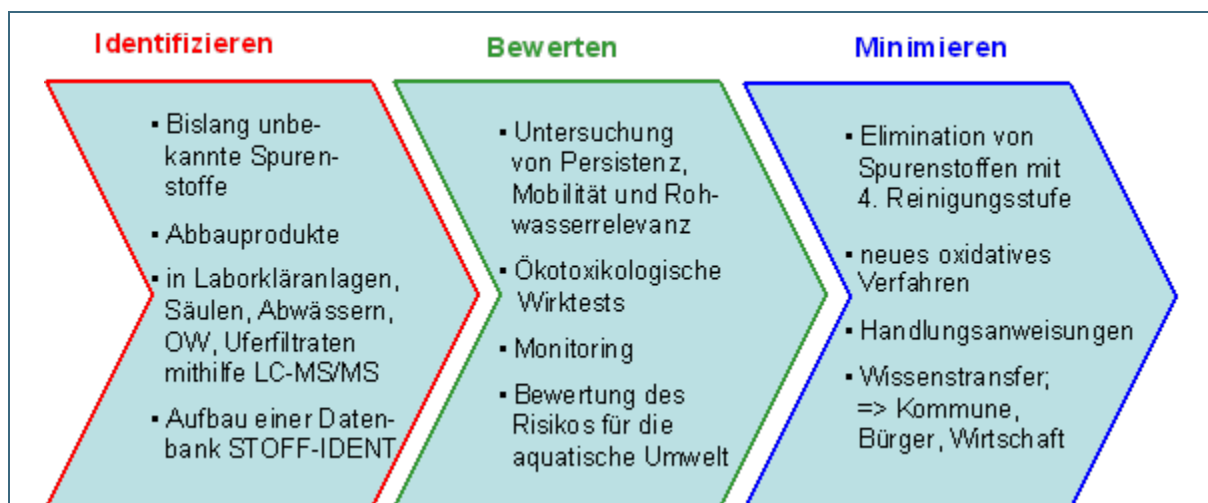 Identifizieren
▪ Bislang unbe-
kannte Spuren-
stoffe
▪ Abbauprodukte
▪ in Laborkläranlagen,
Säulen, Abwässern,
OW, Uferfiltraten
mithilfe LC-MS/MS
▪ Aufbau einer Daten-
bank STOFF-IDENT
Bewerten
▪ Untersuchung
von Persistenz,
Mobilität und Roh-
wasserrelevanz
▪ Ökotoxikologische
Wirktests
▪ Monitoring
▪ Bewertung des
Risikos für die
aquatische Umwelt
Minimieren
▪ Elimination von
Spurenstoffen mit
4. Reinigungsstufe
▪ neues oxidatives
Verfahren
▪ Handlungsanweisungen
▪ Wissenstransfer;
=> Kommune,
Bürger, Wirtschaft